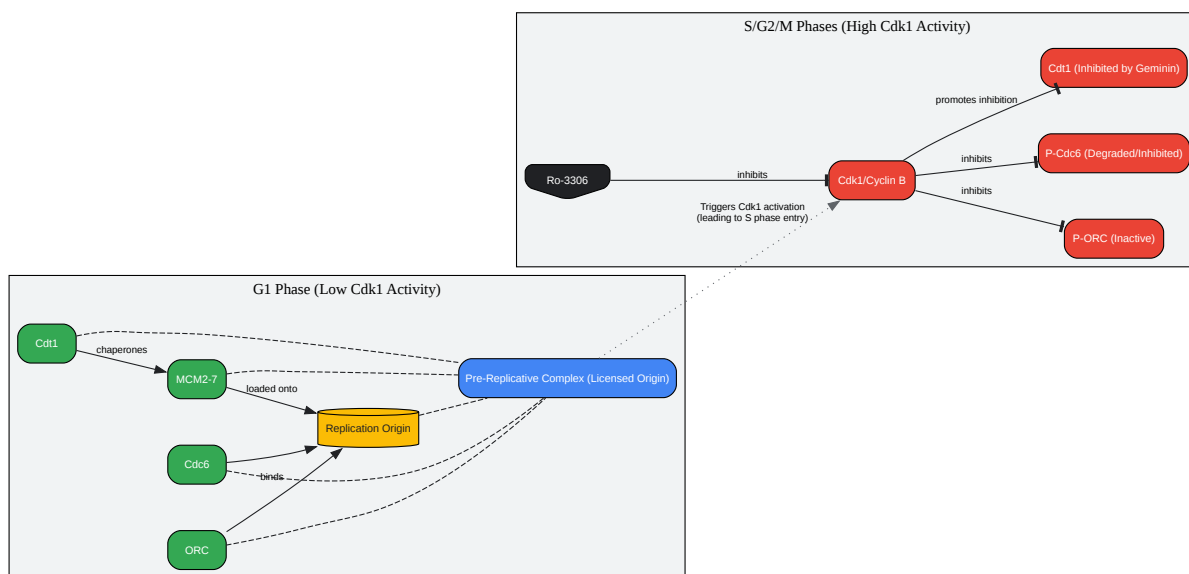 S/G2/M Phases (High Cdk1 Activity)
Cdt1 (Inhibited by Geminin)
promotes inhibition
P-Cdc6 (Degraded/Inhibited)
inhibits
Ro-3306
inhibits
Cdk1/Cyclin B
inhibits
Triggers Cdk1 activation
(leading to S phase entry)
P-ORC (Inactive)
G1 Phase (Low Cdk1 Activity)
Cdt1
chaperones
MCM2-7
Pre-Replicative Complex (Licensed Origin)
loaded onto
Replication Origin
Cdc6
binds
ORC